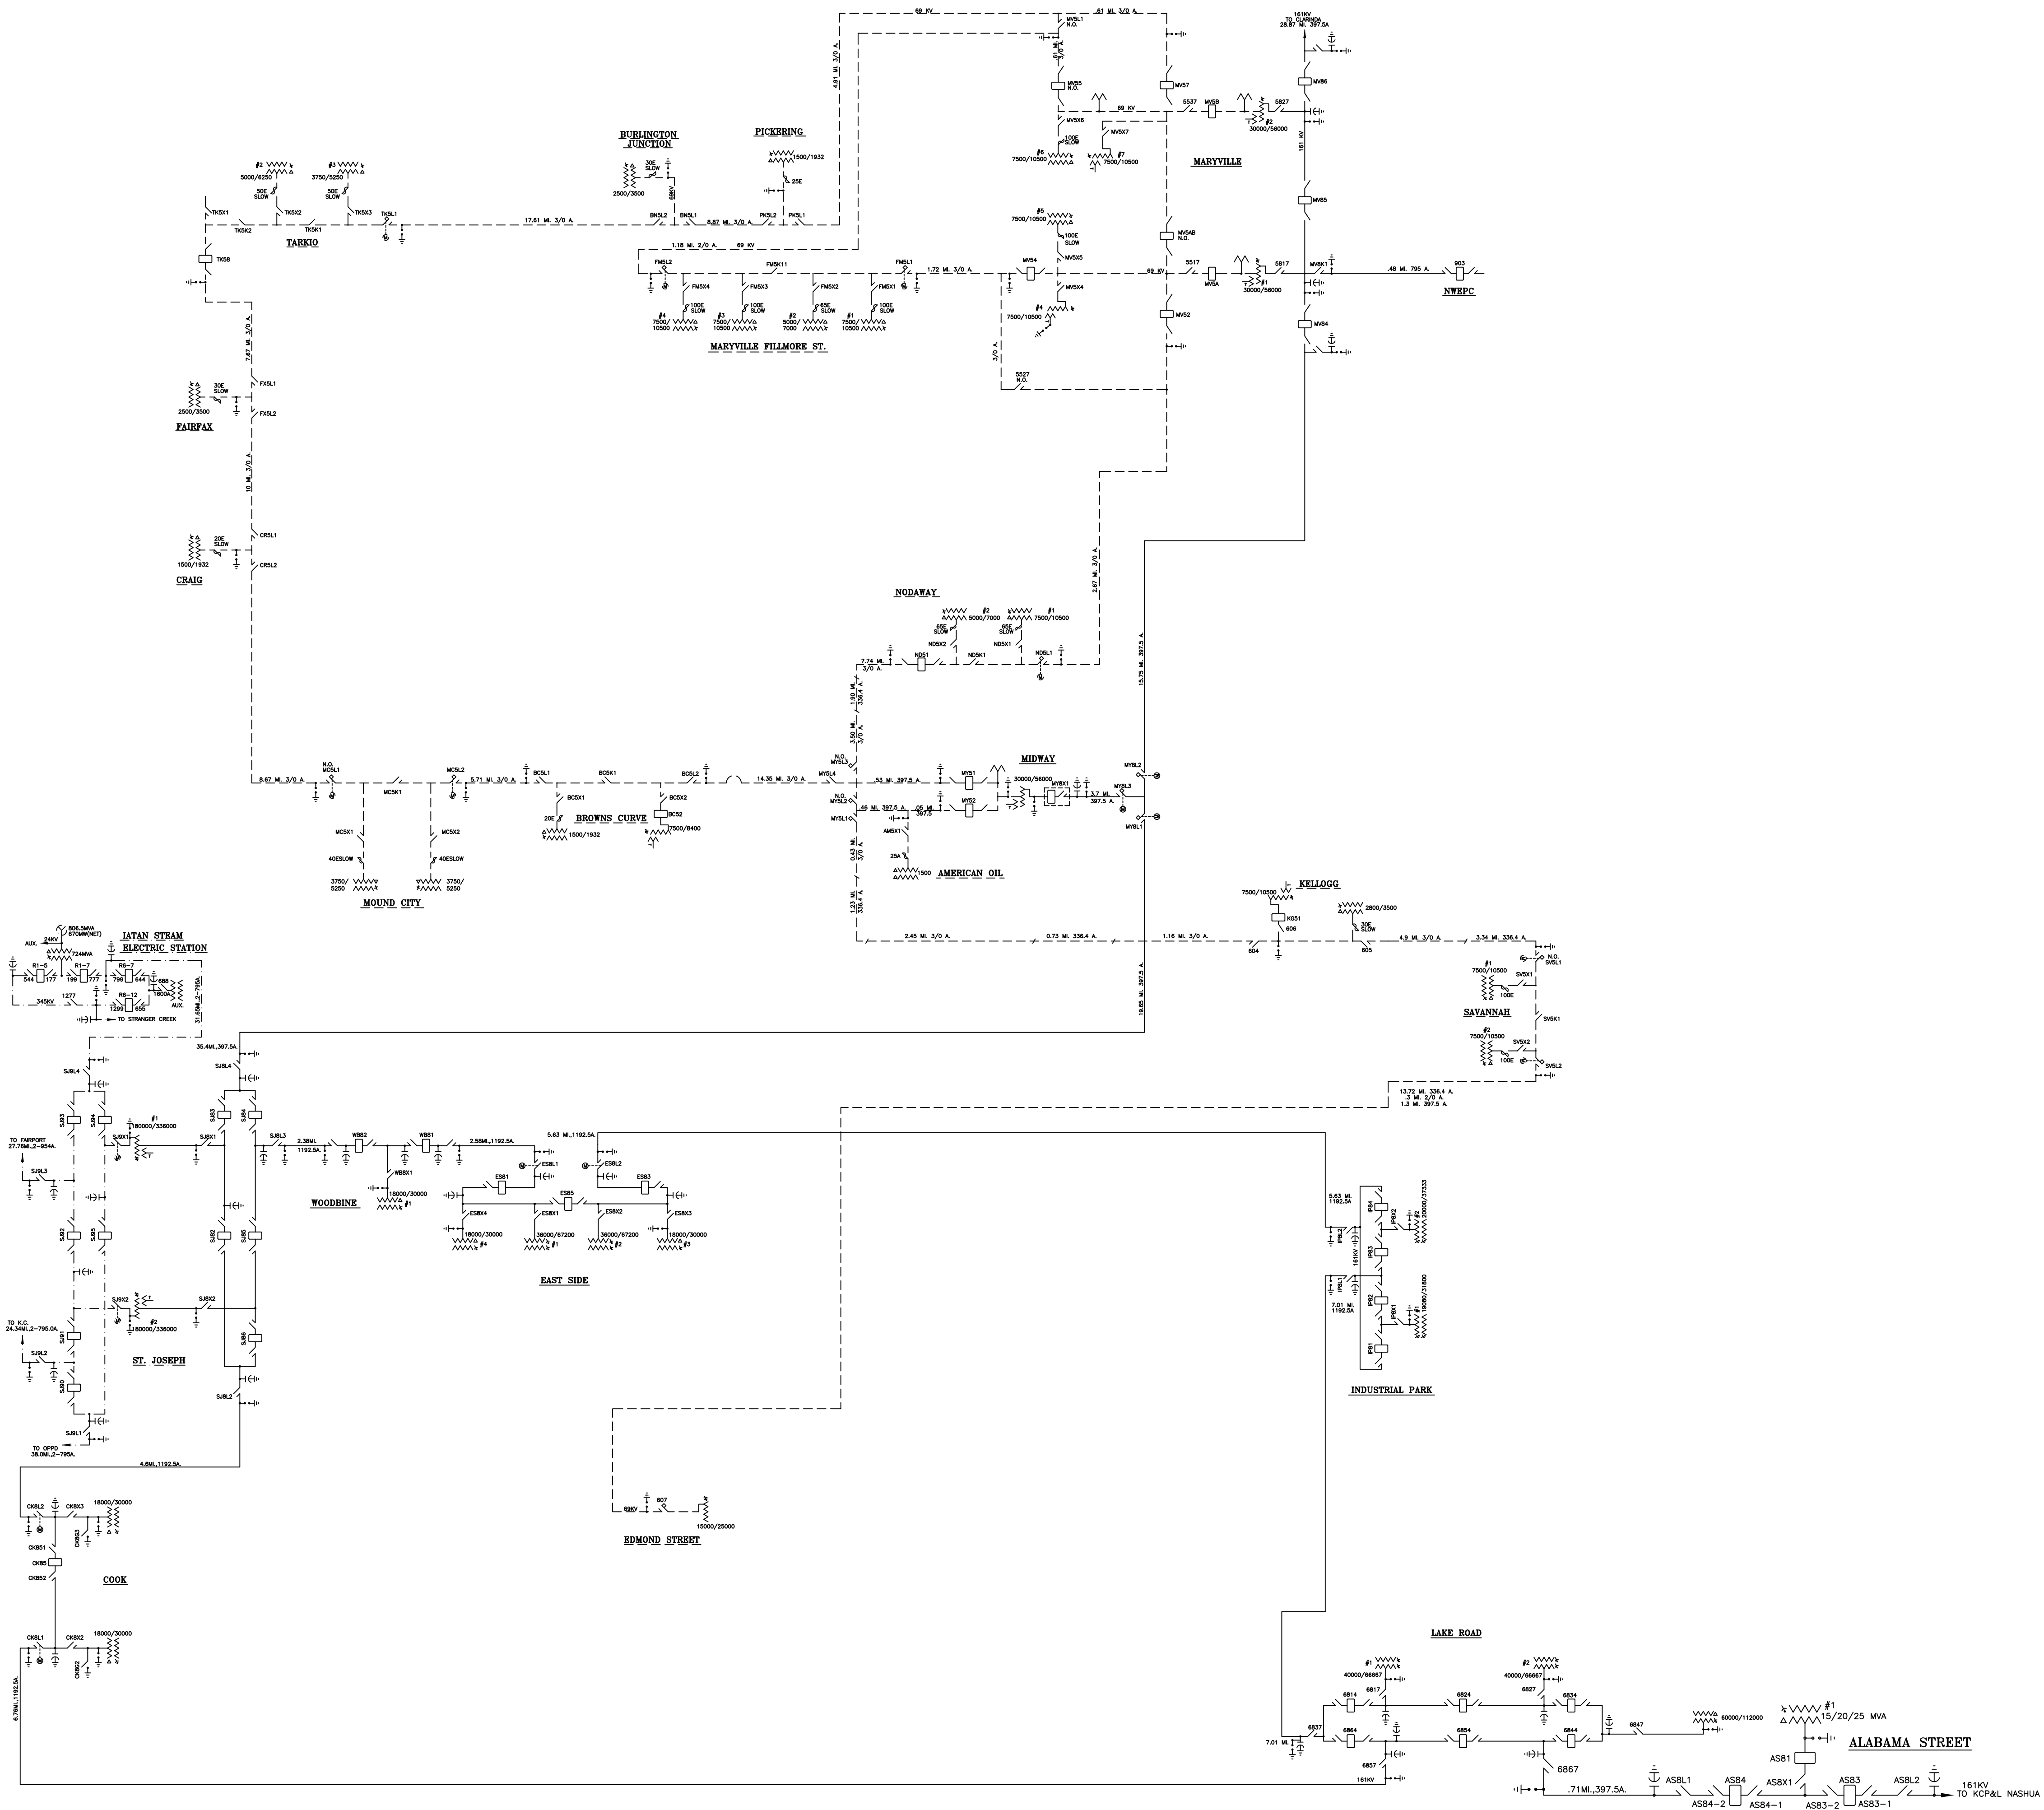 69 KV
MV5L1
N.O.
.61 MI. 3/0 A.
161KV
TO CLARINDA
28.87 MI. 397.5A
4.91 MI. 3/0 A.
.61 MI.
3/0 A.
MV55
N.O.
MV57
MV86
69 KV
5537
MV5B
5827
#2
30000/56000
MV5X6
MV5X7
100E
SLOW
#6
7500/10500
#7
7500/10500
MARYVILLE
161 KV
BURLINGTON
JUNCTION
PICKERING
1500/1932
25E
30E
SLOW
2500/3500
69KV
#2
5000/6250
#3
3750/5250
50E
SLOW
50E
SLOW
TK5X1
TK5X2
TK5X3
TK5L1
TK5K2
TK5K1
TARKIO
17.61 MI. 3/0 A.
BN5L2
BN5L1
8.87 MI. 3/0 A.
PK5L2
PK5L1
MV85
#5
7500/10500
100E
SLOW
MV5X5
MV5AB
N.O.
TK58
1.18 MI. 2/0 A.
69 KV
FM5L2
FM5K11
FM5L1
1.72 MI. 3/0 A.
MV54
69 KV
5517
MV5A
5817
#1
30000/56000
MV8K1
.48 MI. 795 A.
903
NWEPC
FM5X4
FM5X3
FM5X2
FM5X1
MV5X4
100E
SLOW
100E
SLOW
65E
SLOW
100E
SLOW
#4
7500/
10500
#3
7500/
10500
#2
5000/
7000
#1
7500/
10500
#4
7500/10500
MV52
MV84
MARYVILLE FILLMORE ST.
3/0 A.
5527
N.O.
7.67 MI. 3/0 A.
FX5L1
30E
SLOW
2500/3500
FX5L2
FAIRFAX
10 MI. 3/0 A.
CR5L1
20E
SLOW
1500/1932
CR5L2
CRAIG
2.67 MI. 3/0 A.
NODAWAY
#2
5000/7000
#1
7500/10500
65E
SLOW
65E
SLOW
ND5X2
ND5X1
7.74 MI.
3/0 A.
ND51
ND5K1
ND5L1
1.90 MI.
336.4 A.
3.50 MI.
3/0 A.
15.75 MI. 397.5 A.
8.67 MI. 3/0 A.
N.O.
MC5L1
MC5K1
MC5L2
5.71 MI. 3/0 A.
BC5L1
BC5K1
BC5L2
14.35 MI. 3/0 A.
MY5L4
N.O.
MY5L3
.53 MI. 397.5 A.
MY51
MIDWAY
30000/56000
MY8X1
3.7 MI.
397.5 A.
MY8L3
MY8L2
MY8L1
N.O.
MY5L2
.46 MI. 397.5 A.
.05 MI.
397.5
MY52
MY5L1
BC5X1
BC5X2
20E
BC52
BROWNS CURVE
1500/1932
7500/8400
MC5X1
MC5X2
40ESLOW
40ESLOW
3750/
5250
3750/
5250
MOUND CITY
AM5X1
25A
1500
AMERICAN OIL
0.43 MI.
3/0 A.
1.23 MI.
336.4 A.
2.45 MI. 3/0 A.
0.73 MI. 336.4 A.
1.16 MI. 3/0 A.
KELLOGG
7500/10500
KG51
606
2800/3500
30E
SLOW
604
605
4.9 MI. 3/0 A.
3.34 MI. 336.4 A.
N.O.
SV5L1
#1
7500/10500
SV5X1
100E
SAVANNAH
SV5K1
#2
7500/10500
SV5X2
100E
SV5L2
13.72 MI. 336.4 A.
.3 MI. 2/0 A.
1.3 MI. 397.5 A.
19.65 MI. 397.5 A.
806.5MVA
670MW(NET)
IATAN STEAM
ELECTRIC STATION
24KV
AUX.
724MVA
R1-5
R1-7
R6-7
544
177
199
777
799
644
688
1600A
AUX.
345KV
1277
R6-12
1299
655
TO STRANGER CREEK
31.65MI.,2-795A.
35.4MI.,397.5A.
SJ9L4
SJ8L4
SJ93
SJ94
SJ83
SJ84
#1
180000/336000
SJ9X1
SJ8X1
TO FAIRPORT
27.76MI.,2-954A.
SJ9L3
SJ8L3
2.38MI.
1192.5A.
WB82
WB81
2.58MI.,1192.5A.
WB8X1
18000/30000
#1
WOODBINE
5.63 MI.,1192.5A.
ES8L1
ES8L2
ES81
ES85
ES83
ES8X4
ES8X1
ES8X2
ES8X3
18000/30000
#4
36000/67200
#1
36000/67200
#2
18000/30000
#3
EAST SIDE
SJ92
SJ95
SJ82
SJ85
SJ9X2
SJ8X2
#2
180000/336000
SJ91
SJ86
TO K.C.
24.34MI.,2-795.0A.
SJ9L2
SJ90
ST. JOSEPH
SJ8L2
SJ9L1
TO OPPD
38.0MI.,2-795A.
5.63 MI.
1192.5A
IP8L2
161KV
IP84
IP8X2
#2
20000/37333
IP83
IP8L1
7.01 MI.
1192.5A
IP82
IP8X1
#1
19080/31800
IP81
INDUSTRIAL PARK
4.6MI.,1192.5A.
CK8L2
CK8X3
18000/30000
CK8G3
CK851
CK85
CK852
COOK
CK8L1
CK8X2
18000/30000
CK8G2
6.76MI.,1192.5A.
69KV
607
15000/25000
EDMOND STREET
LAKE ROAD
#1
40000/66667
#2
40000/66667
6817
6827
6814
6824
6834
6837
7.01 MI.
6864
6854
6844
6847
60000/112000
6857
161KV
6867
.71MI.,397.5A.
#1
15/20/25 MVA
AS81
ALABAMA STREET
AS8L1
AS84
AS8X1
AS83
AS8L2
AS84-2
AS84-1
AS83-2
AS83-1
161KV
TO KCP&L NASHUA